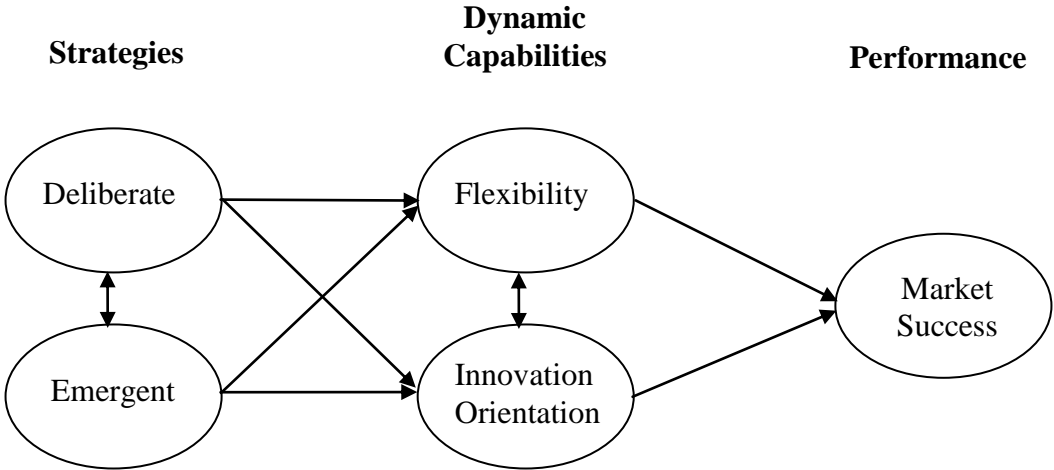 Strategies
Dynamic
Capabilities
Performance
Deliberate
Flexibility
Market
Success
Emergent
Innovation
Orientation